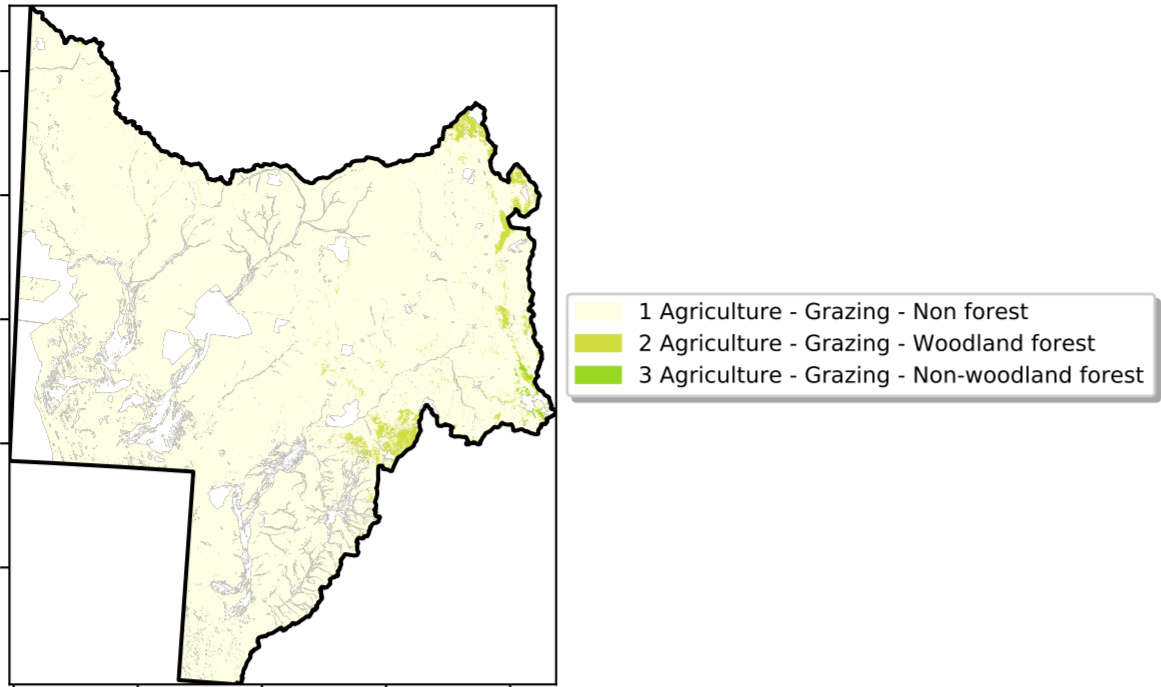 1 Agriculture - Grazing - Non forest
2 Agriculture - Grazing - Woodland forest
3 Agriculture - Grazing - Non-woodland forest